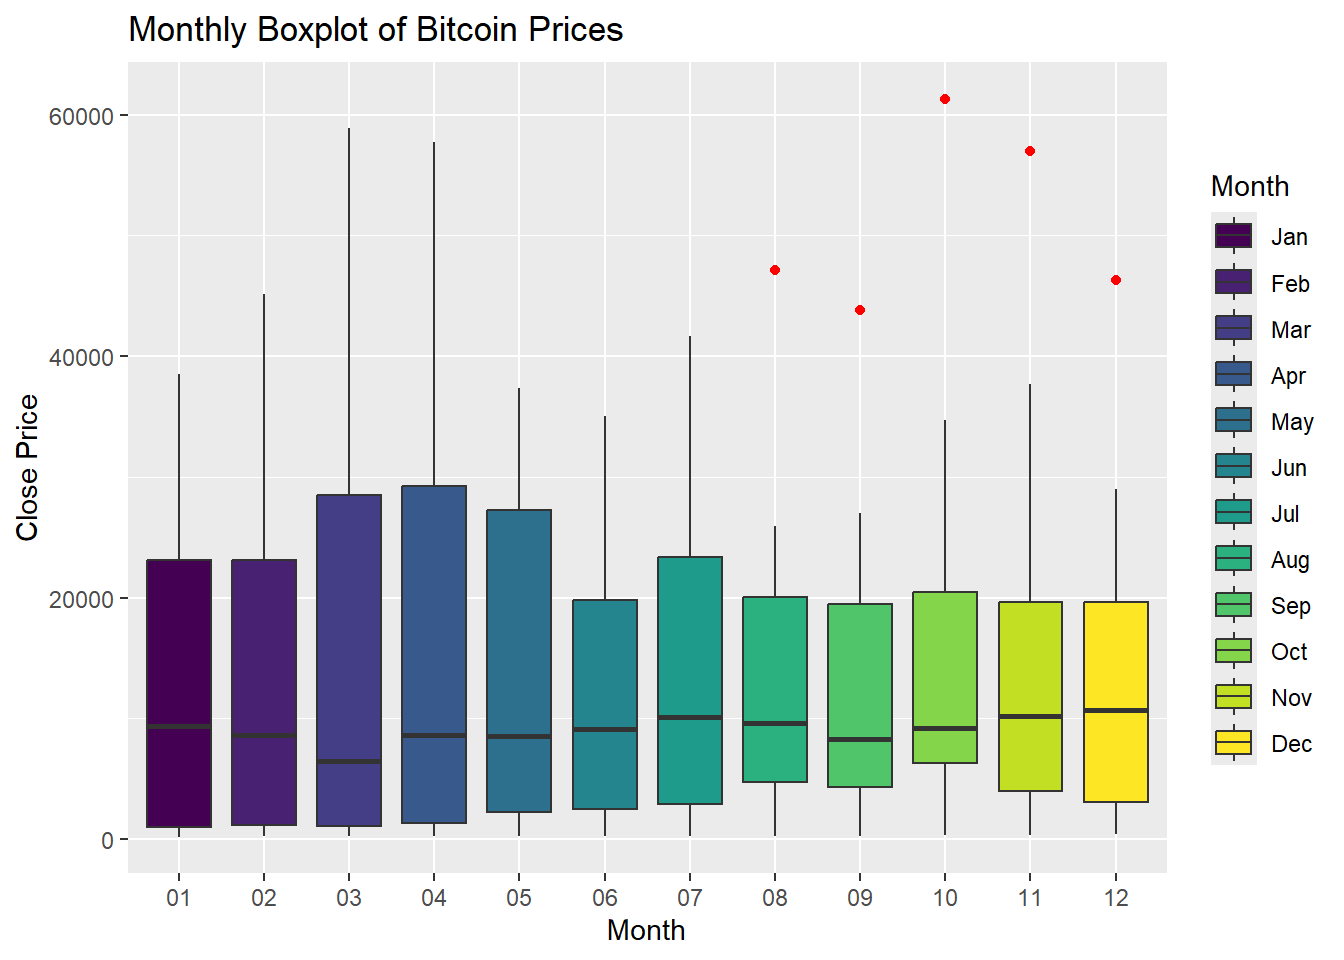 Monthly Boxplot of Bitcoin Prices
Close Price
60000
40000
20000
0
01 02 03 04 05 06 07 08 09 10 11 12
Month
Month
Jan
Feb
Mar
Apr
May
Jun
Jul
Aug
Sep
Oct
Nov
Dec